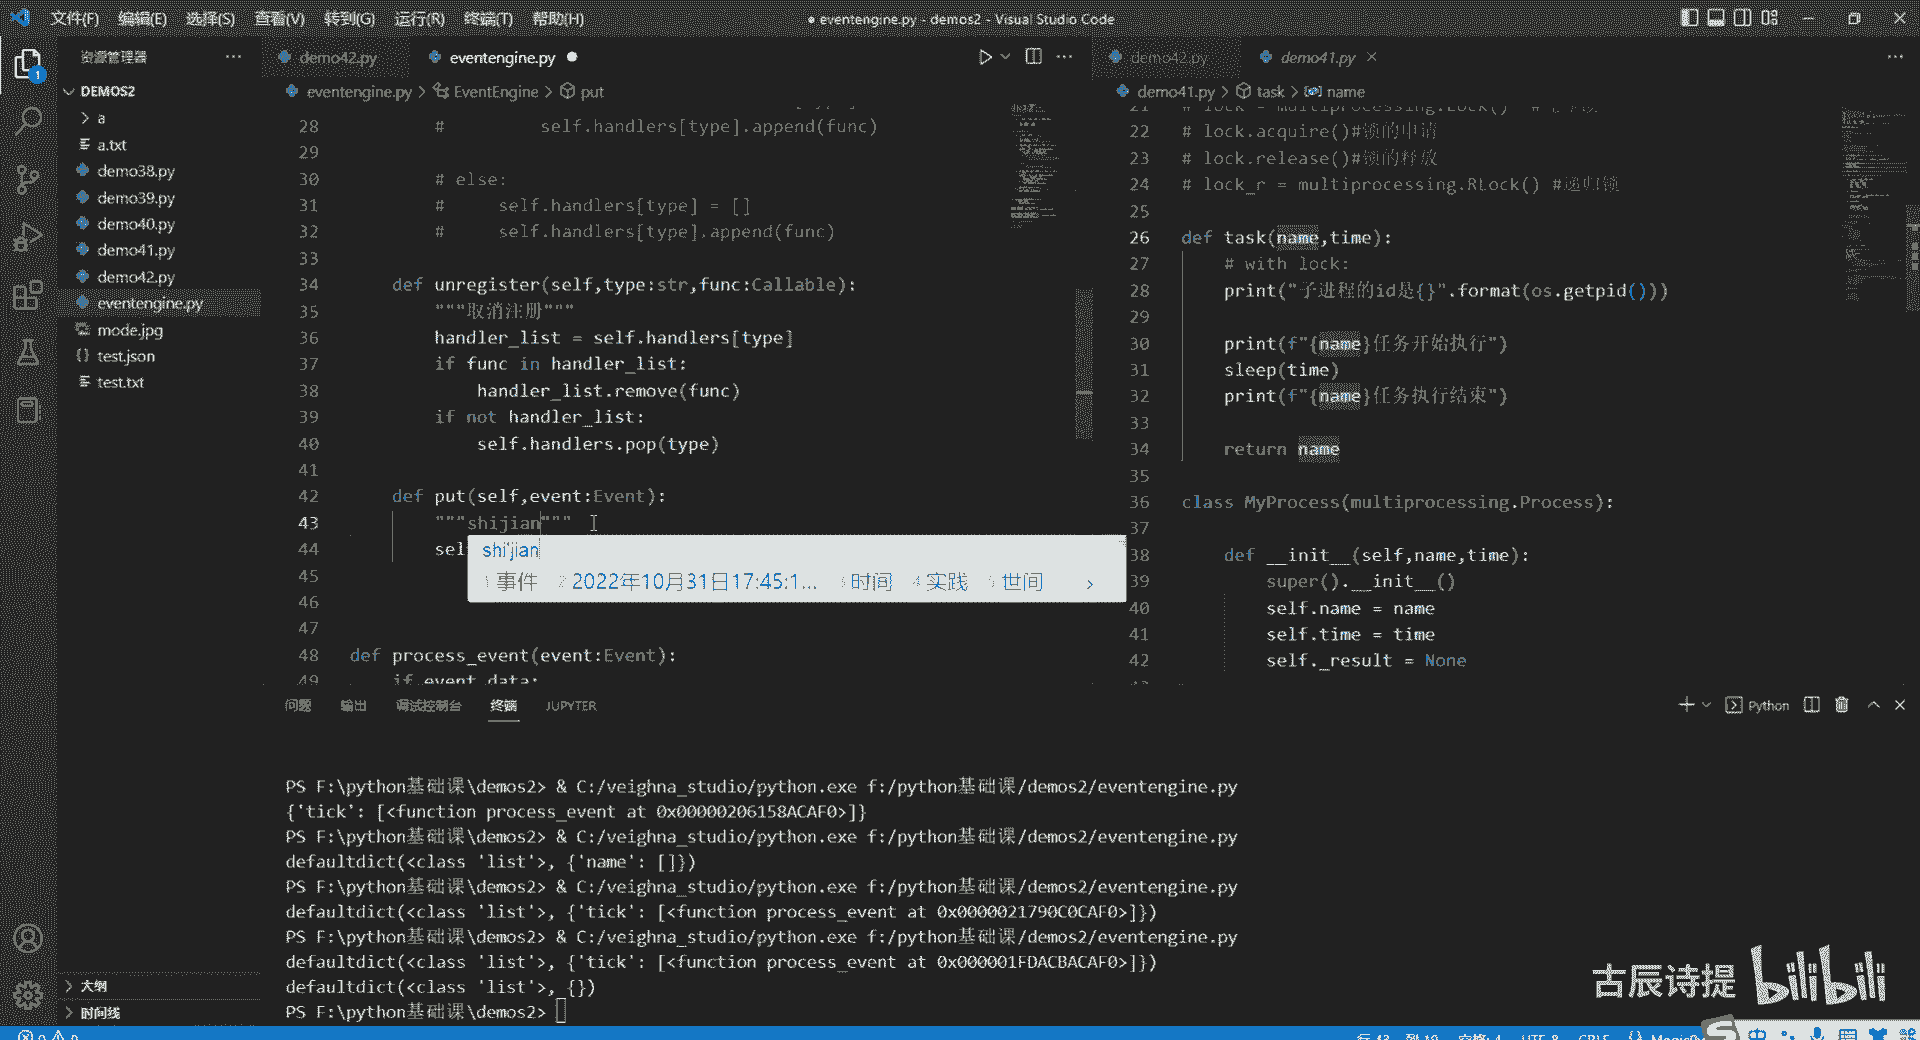 文件(F) 编辑(E) 选择(S) 查看(V) 转到(G) 运行(R) 终端(T) 帮助(H)
● eventengine.py - demos2 - Visual Studio Code
资源管理器 ···
DEMOS2
a
a.txt
demo38.py
demo39.py
demo40.py
demo41.py
demo42.py
eventengine.py
mode.jpg
{} test.json
test.txt
大纲
时间线
1
demo42.py eventengine.py ●
eventengine.py > EventEngine > put
28 # self.handlers[type].append(func)
29
30 # else:
31 # self.handlers[type] = []
32 # self.handlers[type].append(func)
33
34 def unregister(self,type:str,func:Callable):
35 """取消注册"""
36 handler_list = self.handlers[type]
37 if func in handler_list:
38 handler_list.remove(func)
39 if not handler_list:
40 self.handlers.pop(type)
41
42 def put(self,event:Event):
43 """shijian"""
44 sel
45
46
47
48 def process_event(event:Event):
49 if event.data:
shi'jian
1 事件 2 2022年10月31日17:45:1... 3 时间 4 实践 5 世间 >
demo42.py demo41.py ×
demo41.py > task > name
21 # lock = multiprocessing.Lock()
22 # lock.acquire()#锁的申请
23 # lock.release()#锁的释放
24 # lock_r = multiprocessing.RLock() #递归锁
25
26 def task(name,time):
27 # with lock:
28 print("子进程的id是{}".format(os.getpid()))
29
30 print(f"{name}任务开始执行")
31 sleep(time)
32 print(f"{name}任务执行结束")
33
34 return name
35
36 class MyProcess(multiprocessing.Process):
37
38 def __init__(self,name,time):
39 super().__init__()
40 self.name = name
41 self.time = time
42 self._result = None
问题 输出 调试控制台 终端 JUPYTER
Python
PS F:\python基础课\demos2> & C:/veighna_studio/python.exe f:/python基础课/demos2/eventengine.py
{'tick': [<function process_event at 0x00000206158ACAF0>]}
PS F:\python基础课\demos2> & C:/veighna_studio/python.exe f:/python基础课/demos2/eventengine.py
defaultdict(<class 'list'>, {'name': []})
PS F:\python基础课\demos2> & C:/veighna_studio/python.exe f:/python基础课/demos2/eventengine.py
defaultdict(<class 'list'>, {'tick': [<function process_event at 0x0000021790C0CAF0>]})
PS F:\python基础课\demos2> & C:/veighna_studio/python.exe f:/python基础课/demos2/eventengine.py
defaultdict(<class 'list'>, {'tick': [<function process_event at 0x000001FDACBACAF0>]})
defaultdict(<class 'list'>, {})
PS F:\python基础课\demos2>
古辰诗提 bilibili